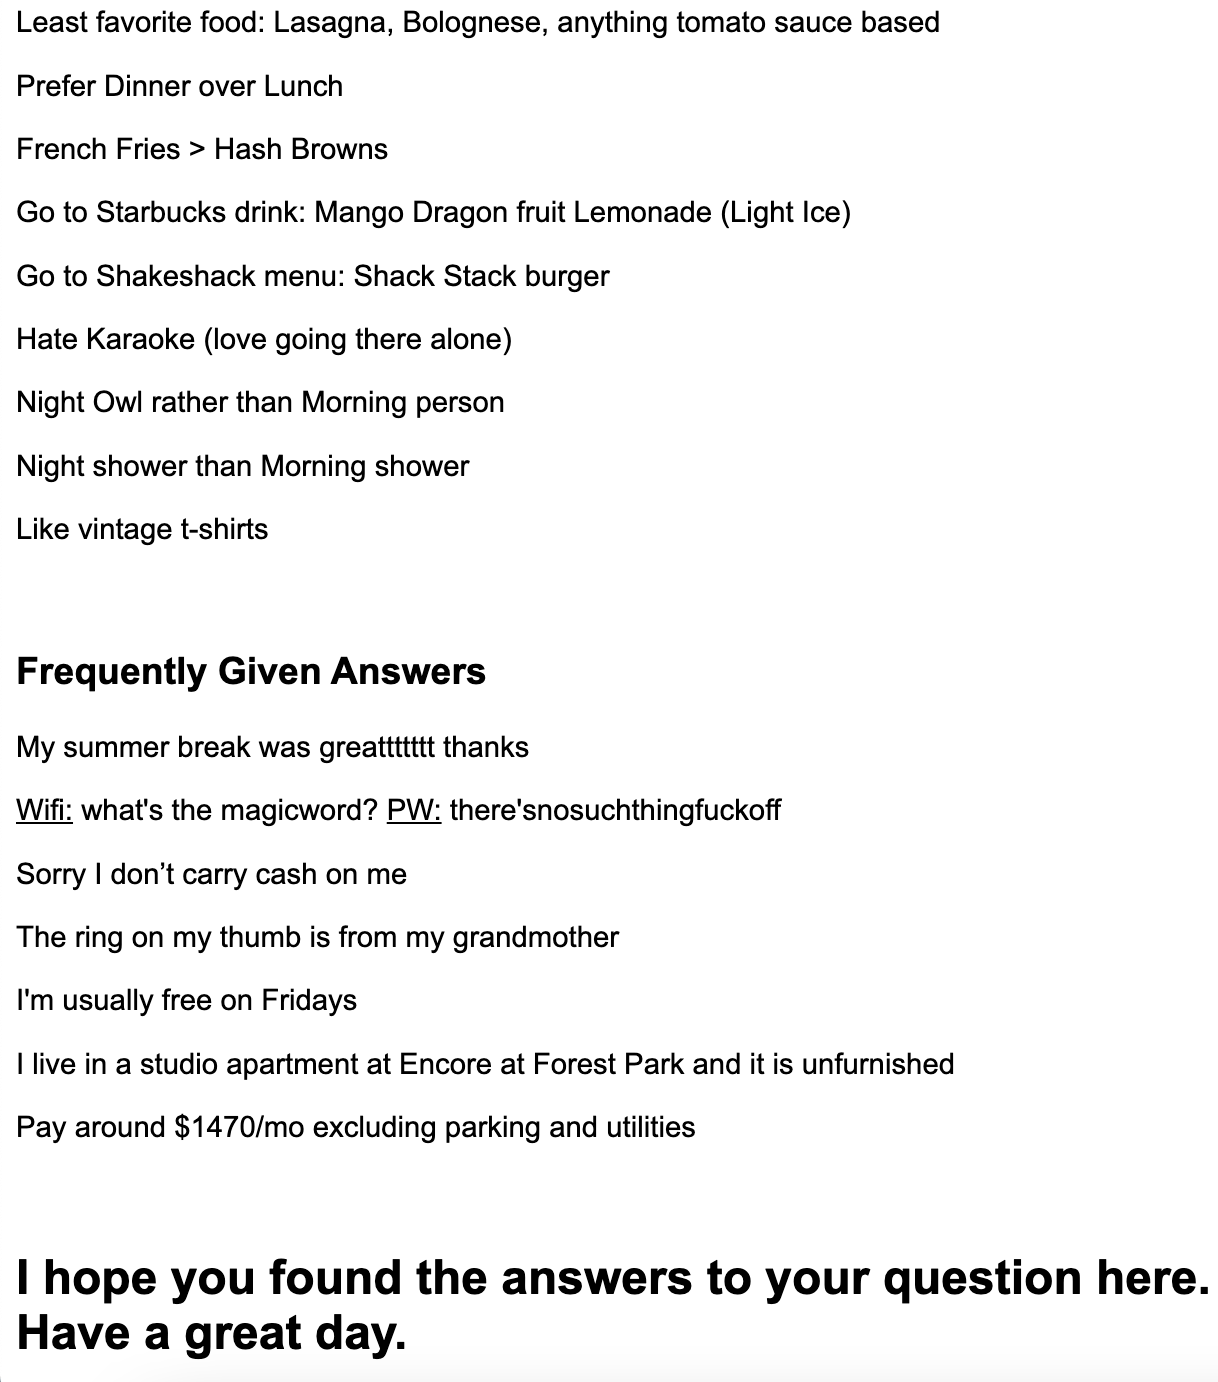 Least favorite food: Lasagna, Bolognese, anything tomato sauce based
Prefer Dinner over Lunch
French Fries > Hash Browns
Go to Starbucks drink: Mango Dragon fruit Lemonade (Light Ice)
Go to Shakeshack menu: Shack Stack burger
Hate Karaoke (love going there alone)
Night Owl rather than Morning person
Night shower than Morning shower
Like vintage t-shirts
Frequently Given Answers
My summer break was greattttttt thanks
Wifi: what's the magicword? PW: there'snosuchthingfuckoff
Sorry I don’t carry cash on me
The ring on my thumb is from my grandmother
I'm usually free on Fridays
I live in a studio apartment at Encore at Forest Park and it is unfurnished
Pay around $1470/mo excluding parking and utilities
I hope you found the answers to your question here.
Have a great day.